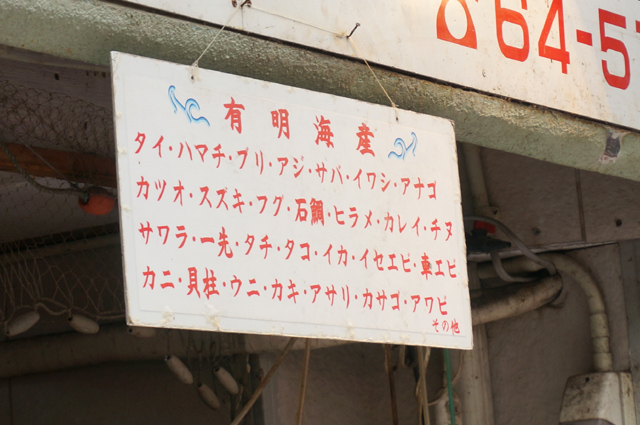 ☎64-5
有明海産
タイ・ハマチ・ブリ・アジ・サバ・イワシ・アナゴ
カツオ・スズキ・フグ・石鯛・ヒラメ・カレイ・チヌ
サワラ・一先・タチ・タコ・イカ・イセエビ・車エビ
カニ・貝柱・ウニ・カキ・アサリ・カサゴ・アワビ
その他